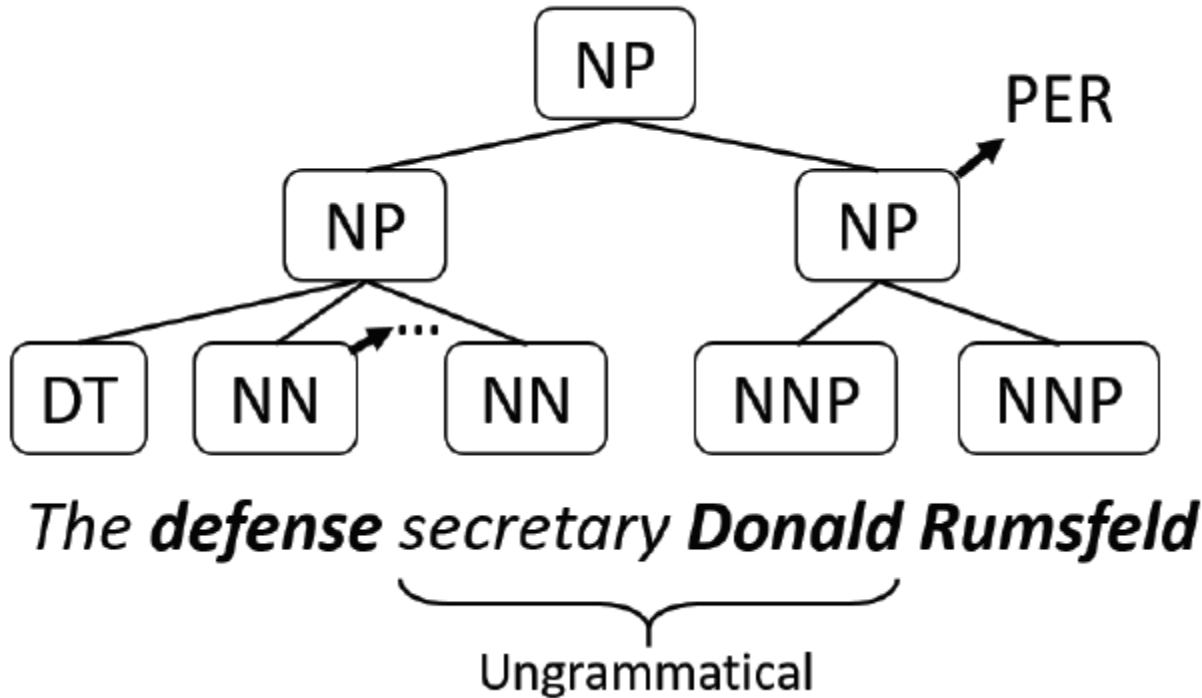 NP
PER
NP NP
...
DT NN NN NNP NNP
The defense secretary Donald Rumsfeld
Ungrammatical